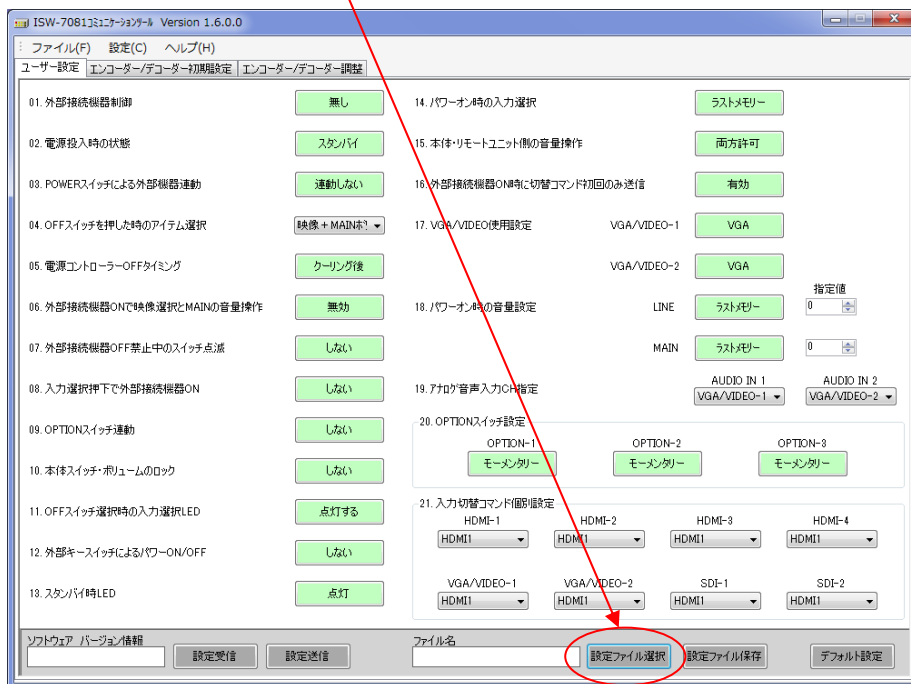 ISW-7081ｺﾐｭﾆｹｰｼｮﾝﾂｰﾙ Version 1.6.0.0
ファイル(F) 設定(C) ヘルプ(H)
ユーザー設定 エンコーダー/デコーダー初期設定 エンコーダー/デコーダー調整
01. 外部接続機器制御 無し
02. 電源投入時の状態 スタンバイ
03. POWERスイッチによる外部機器連動 連動しない
04. OFFスイッチを押した時のアイテム選択 映像+MAINﾎﾞ
05. 電源コントローラーOFFタイミング クーリング後
06. 外部接続機器ONで映像選択とMAINの音量操作 無効
07. 外部接続機器OFF禁止中のスイッチ点滅 しない
08. 入力選択押下で外部接続機器ON しない
09. OPTIONスイッチ連動 しない
10. 本体スイッチ・ボリュームのロック しない
11. OFFスイッチ選択時の入力選択LED 点灯する
12. 外部キースイッチによるパワーON/OFF しない
13. スタンバイ時LED 点灯
14. パワーオン時の入力選択 ラストメモリー
15. 本体・リモートユニット側の音量操作 両方許可
16. 外部接続機器ON時に切替コマンド初回のみ送信 有効
17. VGA/VIDEO使用設定 VGA/VIDEO-1 VGA
VGA/VIDEO-2 VGA
指定値
18. パワーオン時の音量設定 LINE ラストメモリー 0
MAIN ラストメモリー 0
AUDIO IN 1 AUDIO IN 2
19. アナログ音声入力CH指定 VGA/VIDEO-1 VGA/VIDEO-2
20. OPTIONスイッチ設定
OPTION-1 OPTION-2 OPTION-3
モーメンタリー モーメンタリー モーメンタリー
21. 入力切替コマンド個別設定
HDMI-1 HDMI-2 HDMI-3 HDMI-4
HDMI1 HDMI1 HDMI1 HDMI1
VGA/VIDEO-1 VGA/VIDEO-2 SDI-1 SDI-2
HDMI1 HDMI1 HDMI1 HDMI1
ソフトウェア バージョン情報 ファイル名
設定受信 設定送信 設定ファイル選択 設定ファイル保存 デフォルト設定